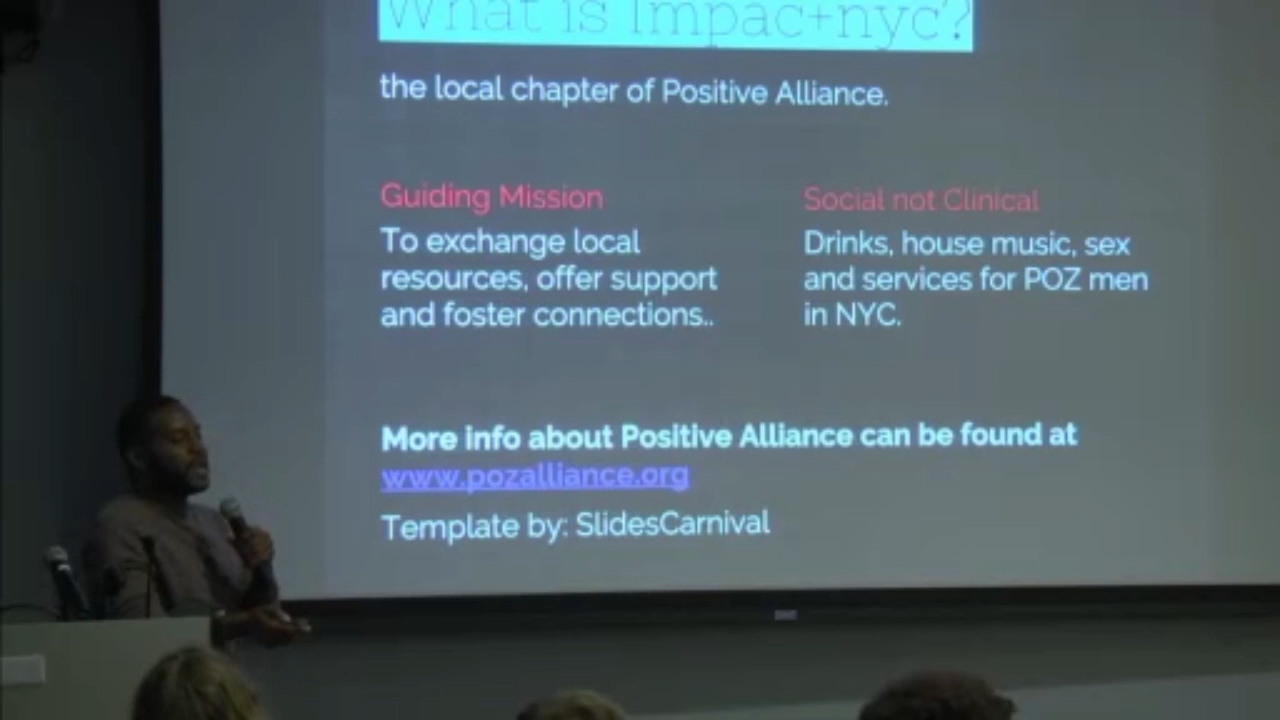 What is Impac+nyc?
the local chapter of Positive Alliance.
Guiding Mission
To exchange local
resources, offer support
and foster connections..
Social not Clinical
Drinks, house music, sex
and services for POZ men
in NYC.
More info about Positive Alliance can be found at
www.pozalliance.org
Template by: SlidesCarnival